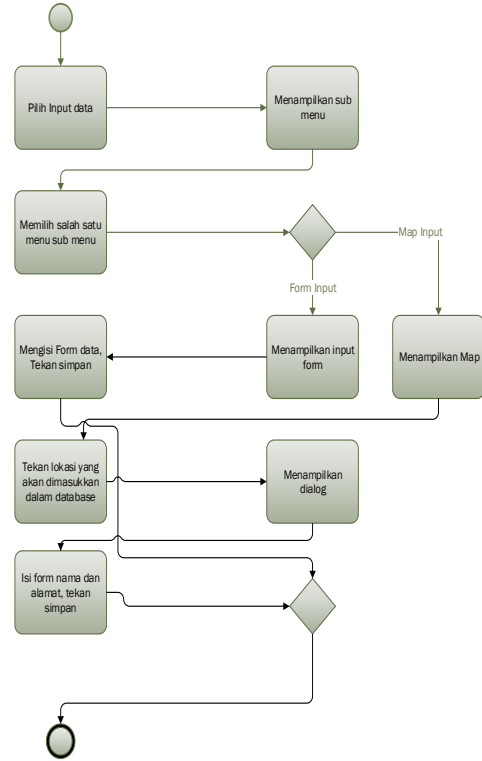 Pilih Input data
Menampilkan sub
menu
Memilih salah satu
menu sub menu
Map Input
Form Input
Mengisi Form data,
Tekan simpan
Menampilkan input
form
Menampilkan Map
Tekan lokasi yang
akan dimasukkan
dalam database
Menampilkan
dialog
Isi form nama dan
alamat, tekan
simpan